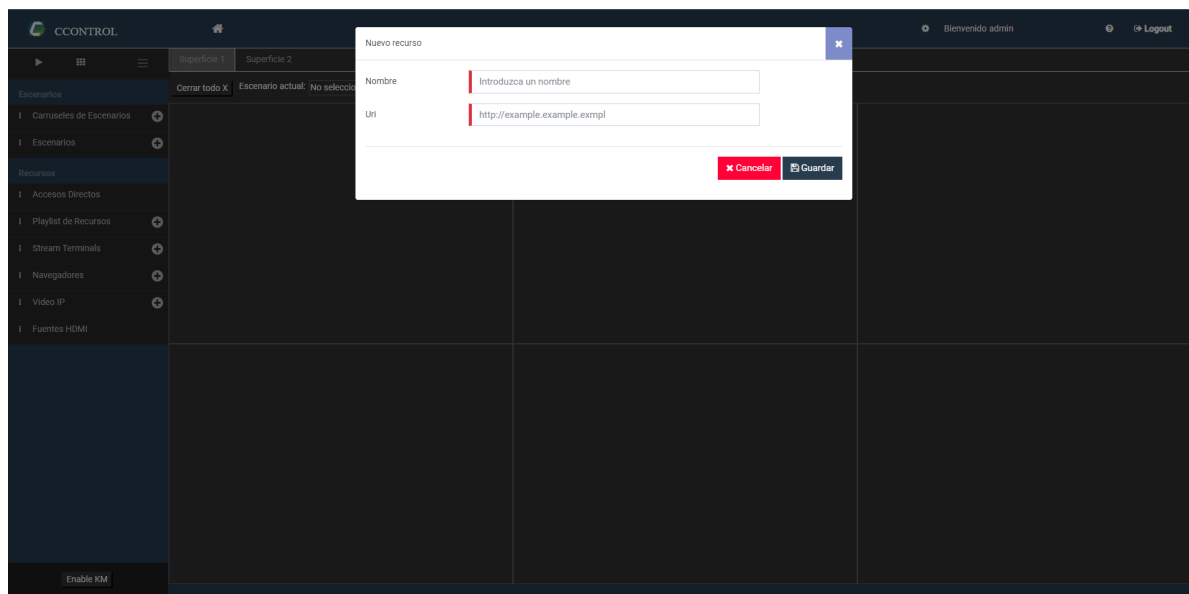 CCONTROL
Bienvenido admin
Logout
Superficie 1
Superficie 2
Cerrar todo X
Escenario actual:
No seleccio
Escenarios
Carruseles de Escenarios
Escenarios
Recursos
Accesos Directos
Playlist de Recursos
Stream Terminals
Navegadores
Video IP
Fuentes HDMI
Enable KM
Nuevo recurso
Nombre
Introduzca un nombre
Uri
http://example.example.exmpl
Cancelar
Guardar